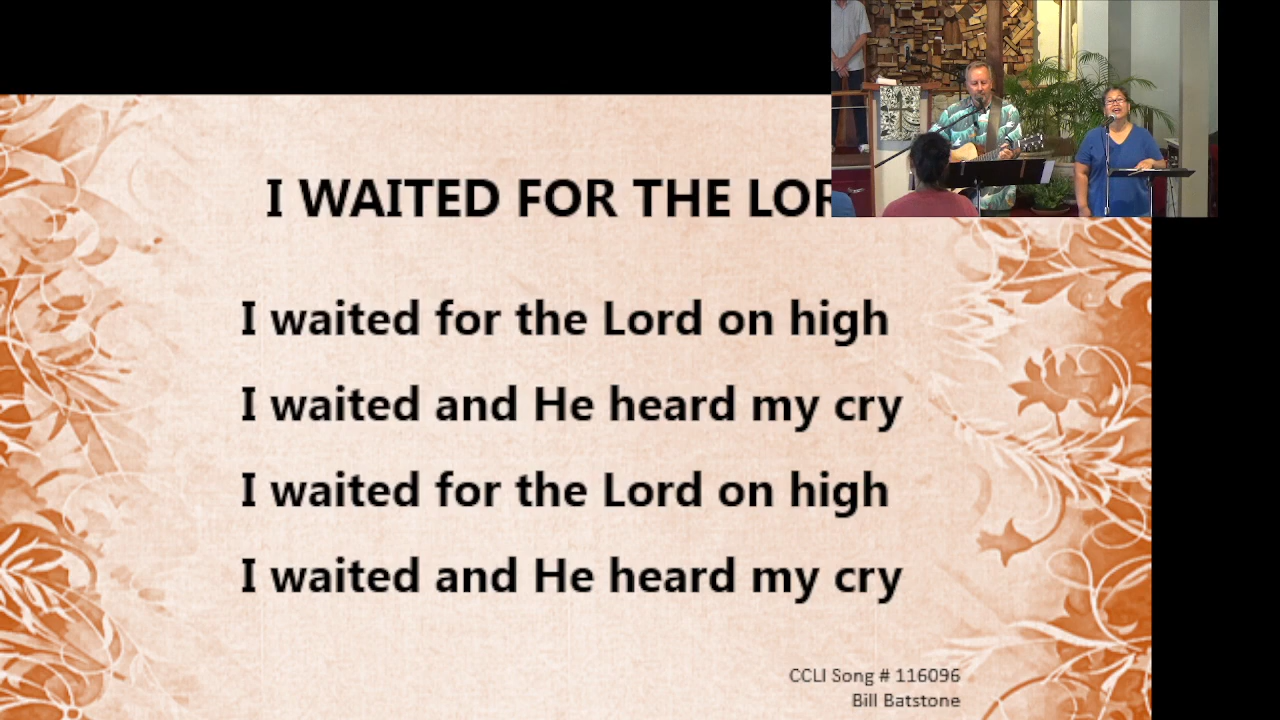 I WAITED FOR THE LOR
I waited for the Lord on high
I waited and He heard my cry
I waited for the Lord on high
I waited and He heard my cry
CCLI Song # 116096
Bill Batstone